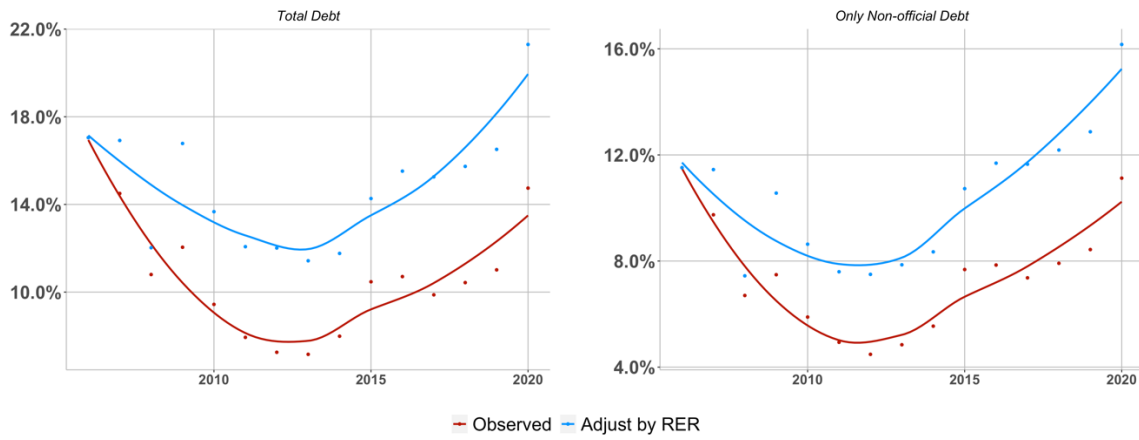 Total Debt
22.0%
18.0%
14.0%
10.0%
2010 2015 2020
Only Non-official Debt
16.0%
12.0%
8.0%
4.0%
2010 2015 2020
Observed Adjust by RER